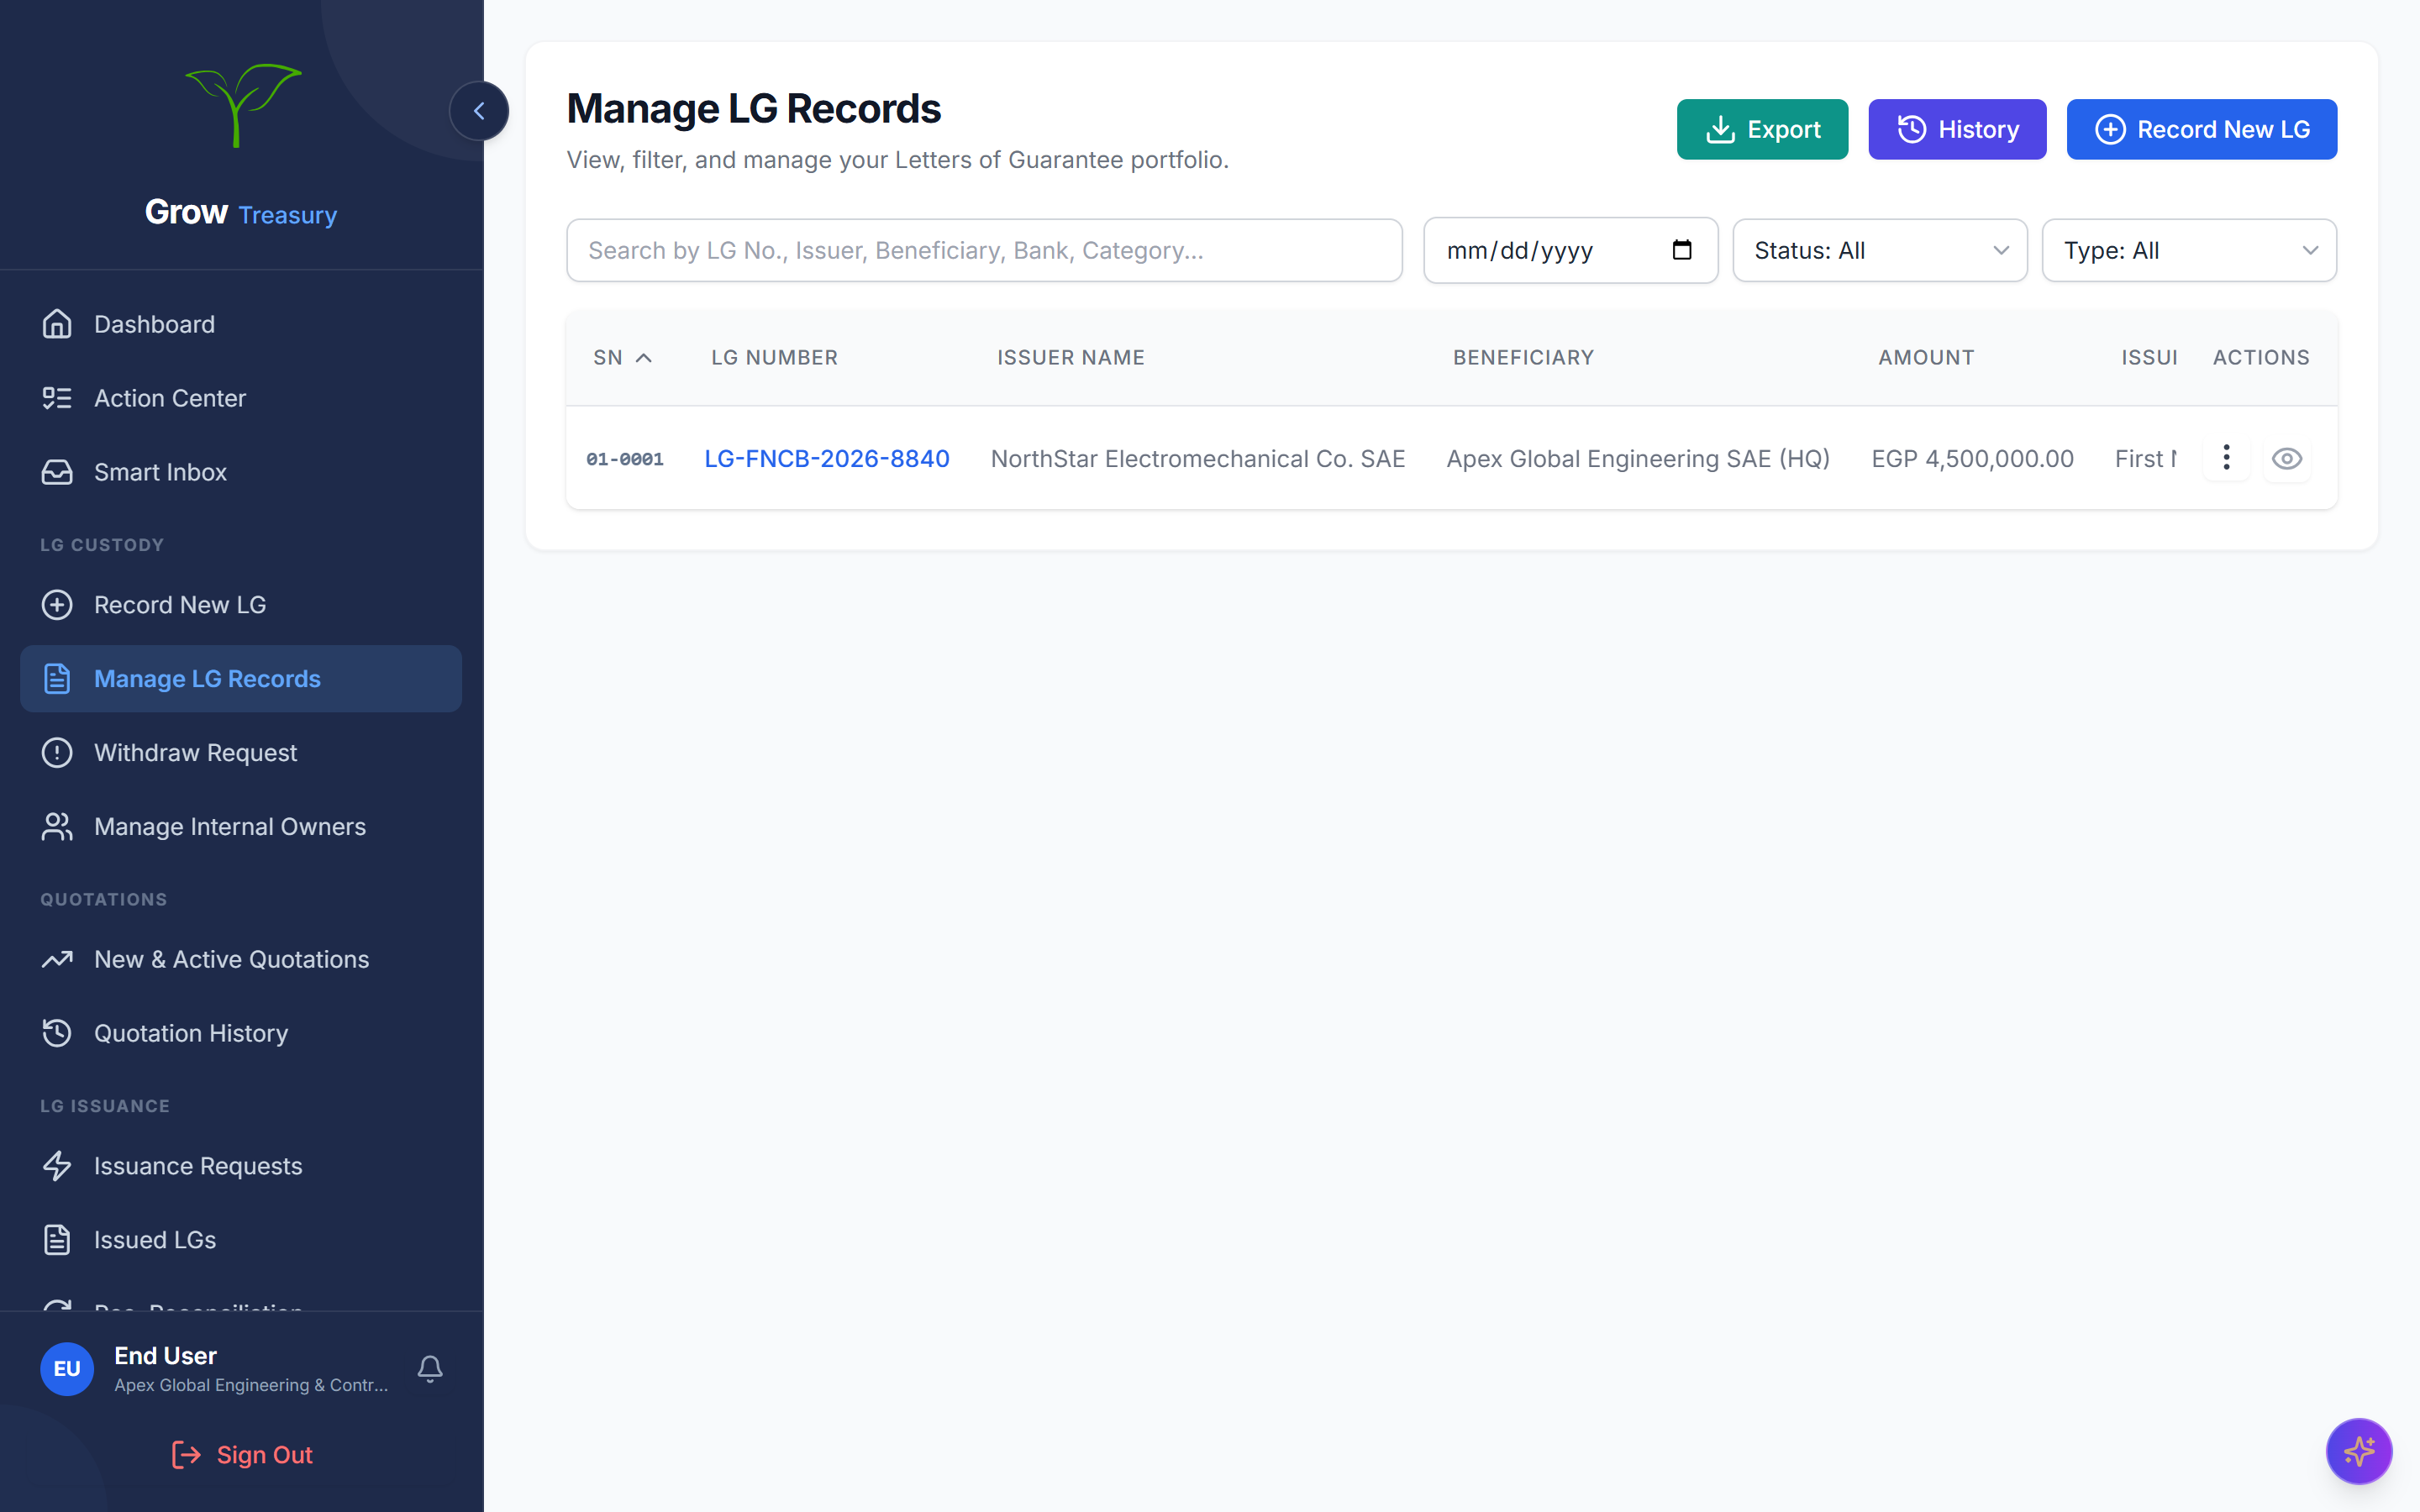 Grow Treasury
Dashboard
Action Center
Smart Inbox
LG CUSTODY
Record New LG
Manage LG Records
Withdraw Request
Manage Internal Owners
QUOTATIONS
New & Active Quotations
Quotation History
LG ISSUANCE
Issuance Requests
Issued LGs
EU
End User
Apex Global Engineering & Contr...
Sign Out
Manage LG Records
View, filter, and manage your Letters of Guarantee portfolio.
Export
History
Record New LG
Search by LG No., Issuer, Beneficiary, Bank, Category...
mm/dd/yyyy
Status: All
Type: All
SN LG NUMBER ISSUER NAME BENEFICIARY AMOUNT ISSUI ACTIONS
01-0001 LG-FNCB-2026-8840 NorthStar Electromechanical Co. SAE Apex Global Engineering SAE (HQ) EGP 4,500,000.00 First